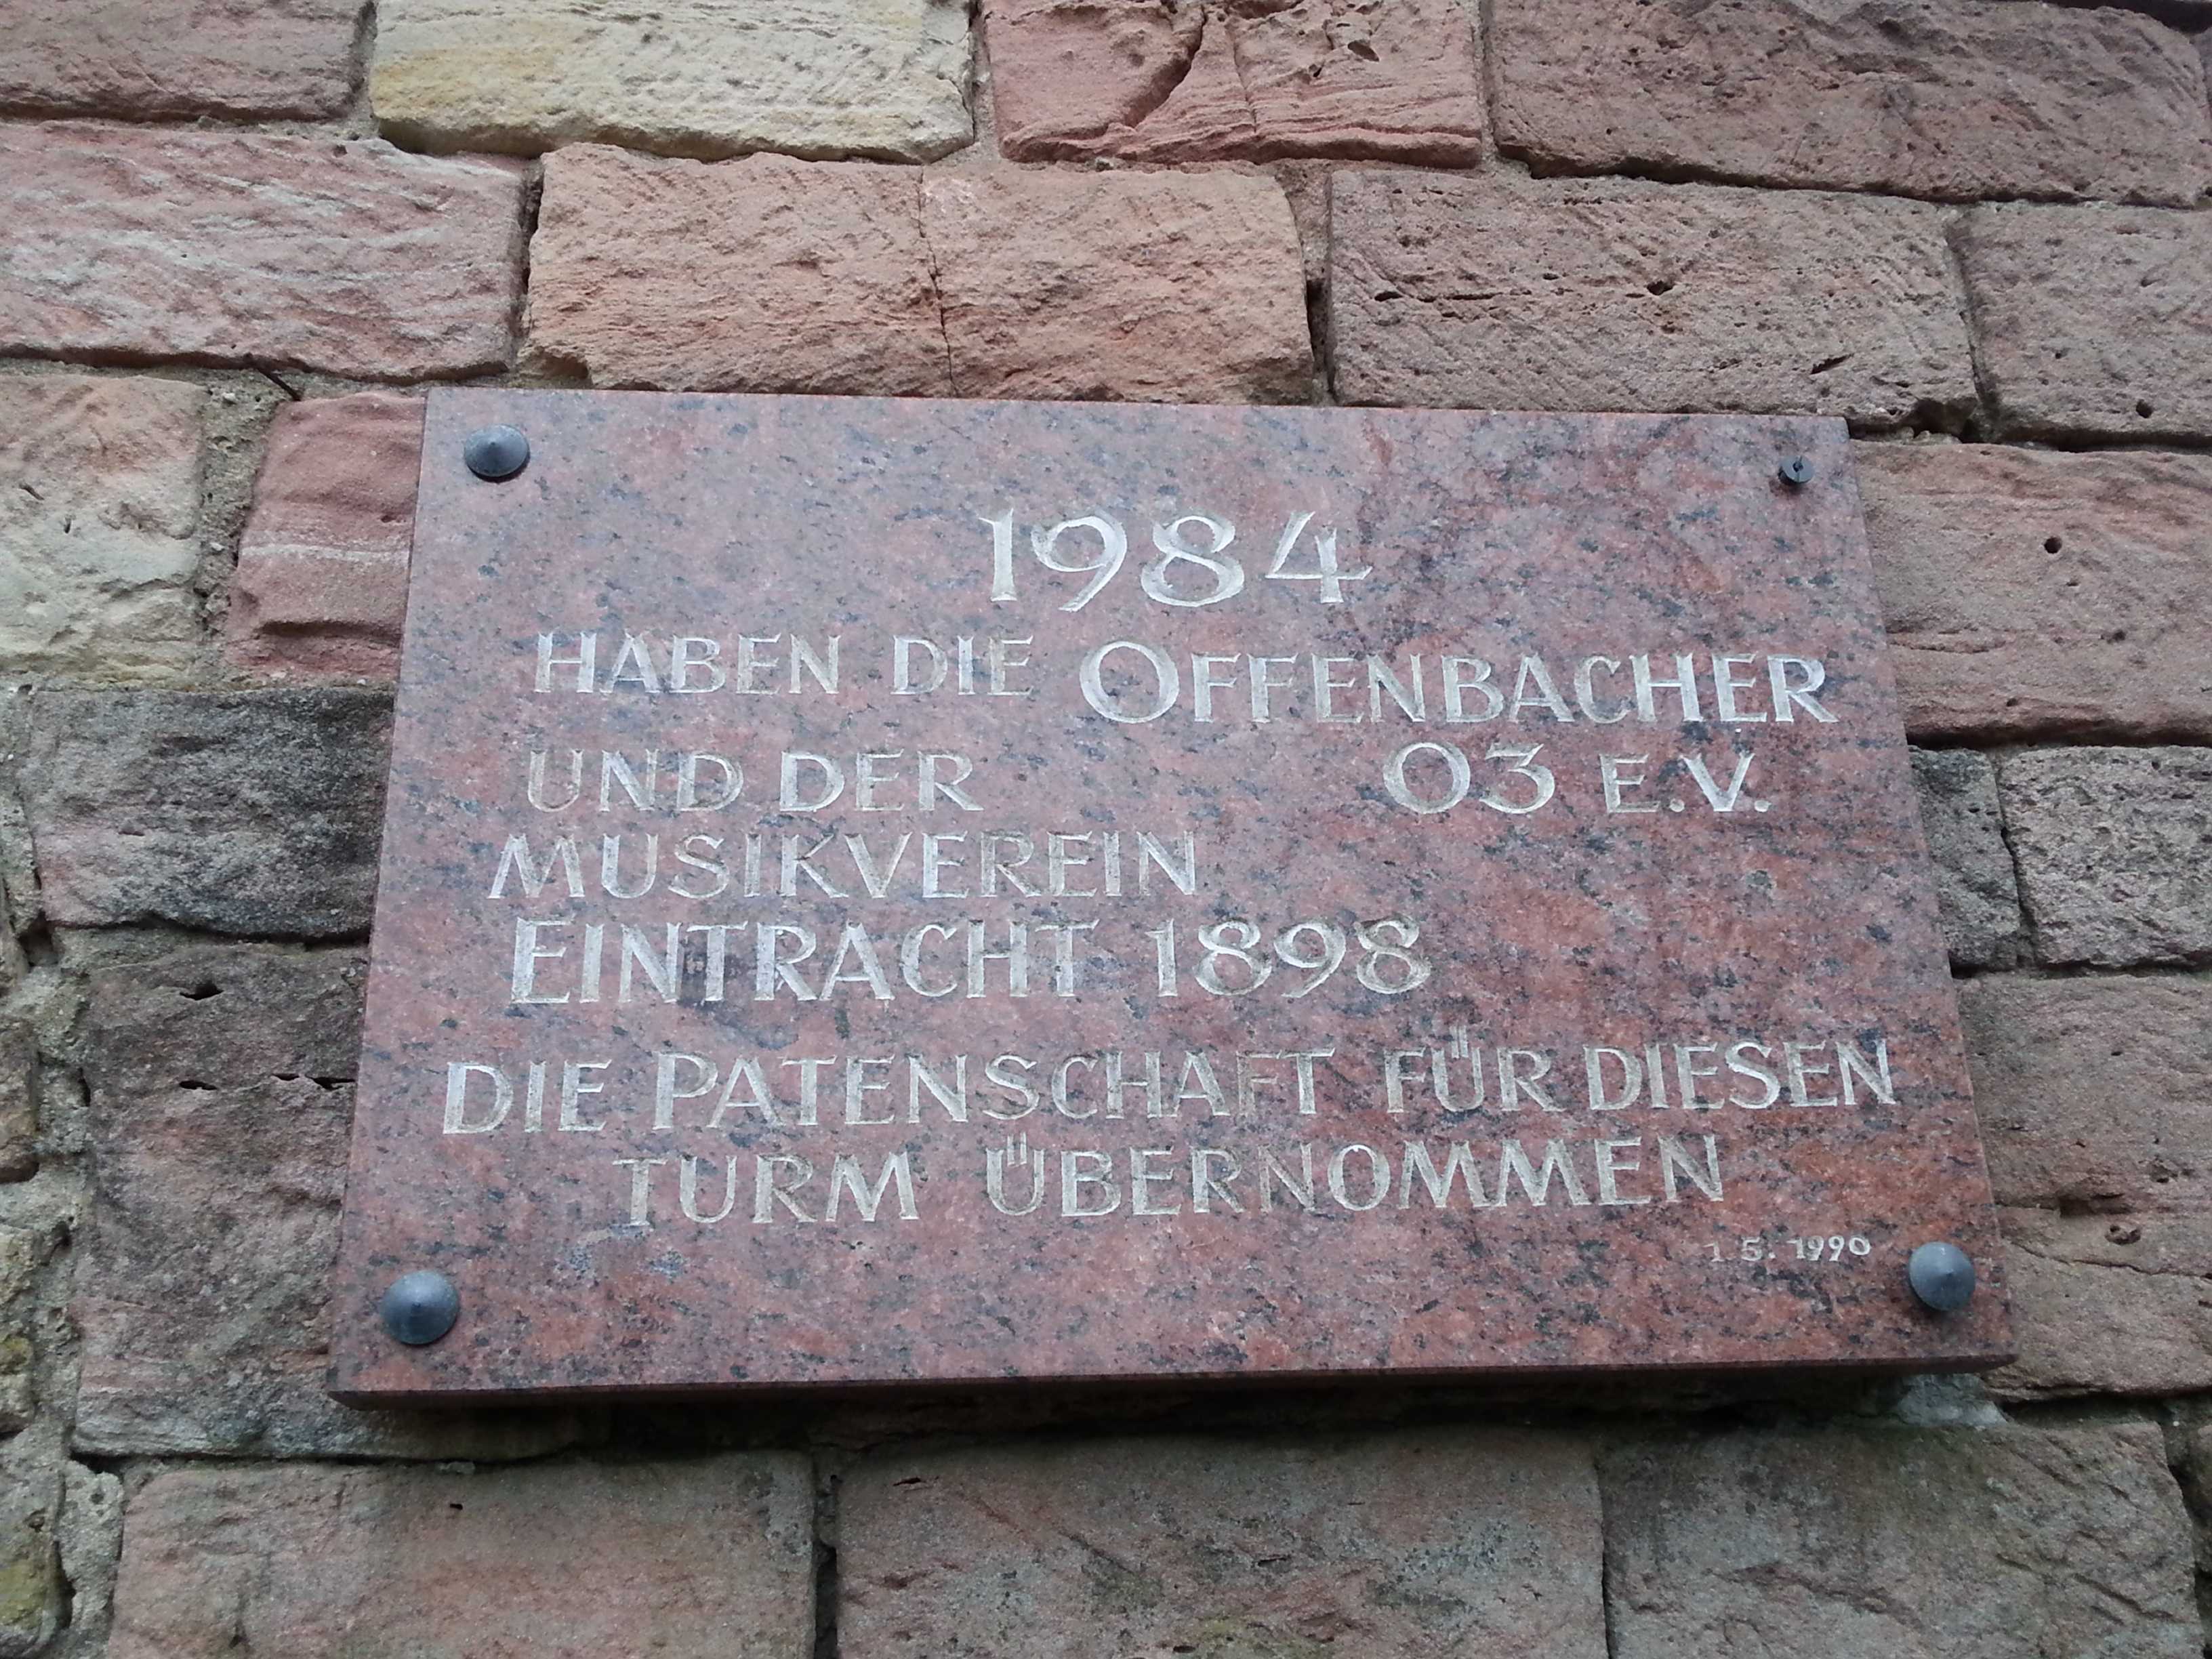 1984
HABEN DIE OFFENBACHER
UND DER 03 E.V.
MUSIKVEREIN
EINTRACHT 1898
DIE PATENSCHAFT FÜR DIESEN
TURM ÜBERNOMMEN
1.5.1990